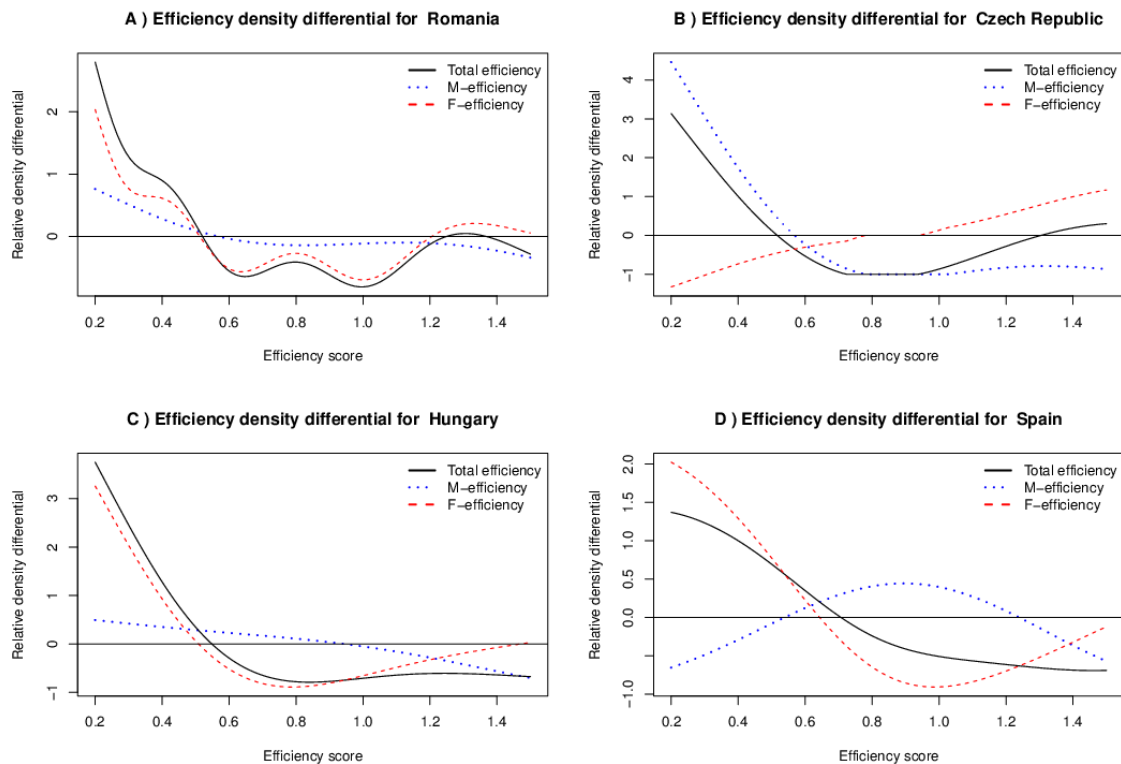 A ) Efficiency density differential for Romania
Relative density differential
0
1
2
Total efficiency
M−efficiency
F−efficiency
0.2 0.4 0.6 0.8 1.0 1.2 1.4
Efficiency score
B ) Efficiency density differential for Czech Republic
Relative density differential
−1
0
1
2
3
4
Total efficiency
M−efficiency
F−efficiency
0.2 0.4 0.6 0.8 1.0 1.2 1.4
Efficiency score
C ) Efficiency density differential for Hungary
Relative density differential
−1
0
1
2
3
Total efficiency
M−efficiency
F−efficiency
0.2 0.4 0.6 0.8 1.0 1.2 1.4
Efficiency score
D ) Efficiency density differential for Spain
Relative density differential
−1.0
0.0
0.5
1.0
1.5
2.0
Total efficiency
M−efficiency
F−efficiency
0.2 0.4 0.6 0.8 1.0 1.2 1.4
Efficiency score